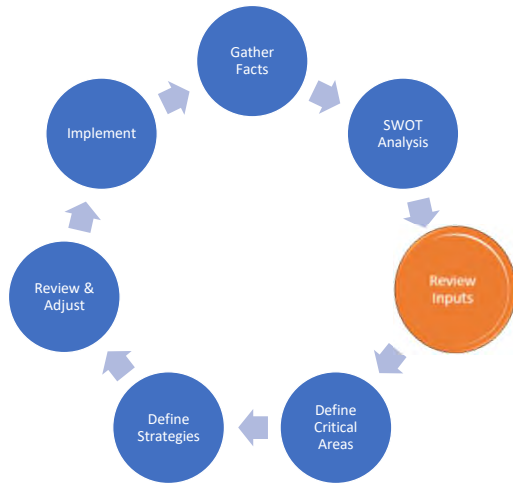 Gather
Facts
SWOT
Analysis
Review
Inputs
Define
Critical
Areas
Define
Strategies
Review &
Adjust
Implement